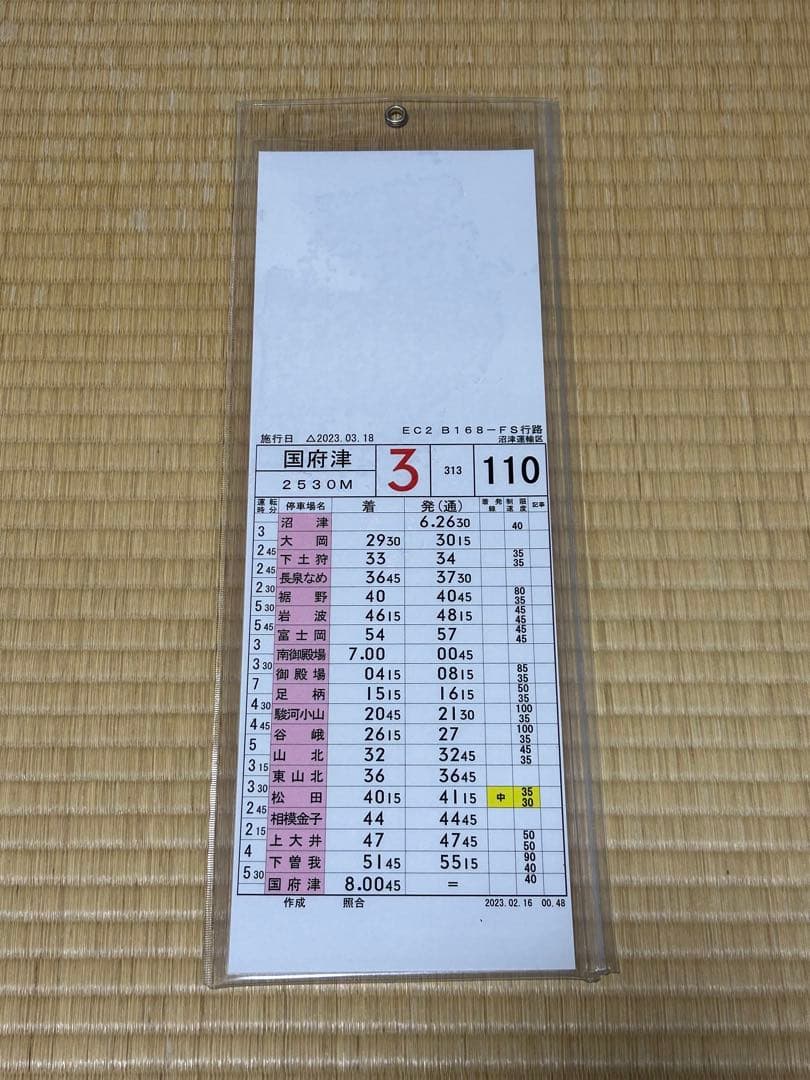 EC2 B168-FS行路
施行日 △2023.03.18 沼津運輸区
国府津 3 313 110
2530M
運転時分 停車場名 着 発(通) 着発線 制限速度 記事
沼津 6.2630 40
3
大岡 2930 3015
245
下土狩 33 34 35 35
245
長泉なめ 3645 3730
230
裾野 40 4045 80 35
530
岩波 4615 4815 45 45
545
富士岡 54 57 45 45
3
南御殿場 7.00 0045
330
御殿場 0415 0815 85 35
7
足柄 1515 1615 50 35
430
駿河小山 2045 2130 100 35
445
谷峨 2615 27 100 35
5
山北 32 3245 45 35
315
東山北 36 3645
330
松田 4015 4115 中 35 30
245
相模金子 44 4445
215
上大井 47 4745 50 50
4
下曽我 5145 5515 90 40
530
国府津 8.0045 = 40
作成 照合 2023.02.16 00.48